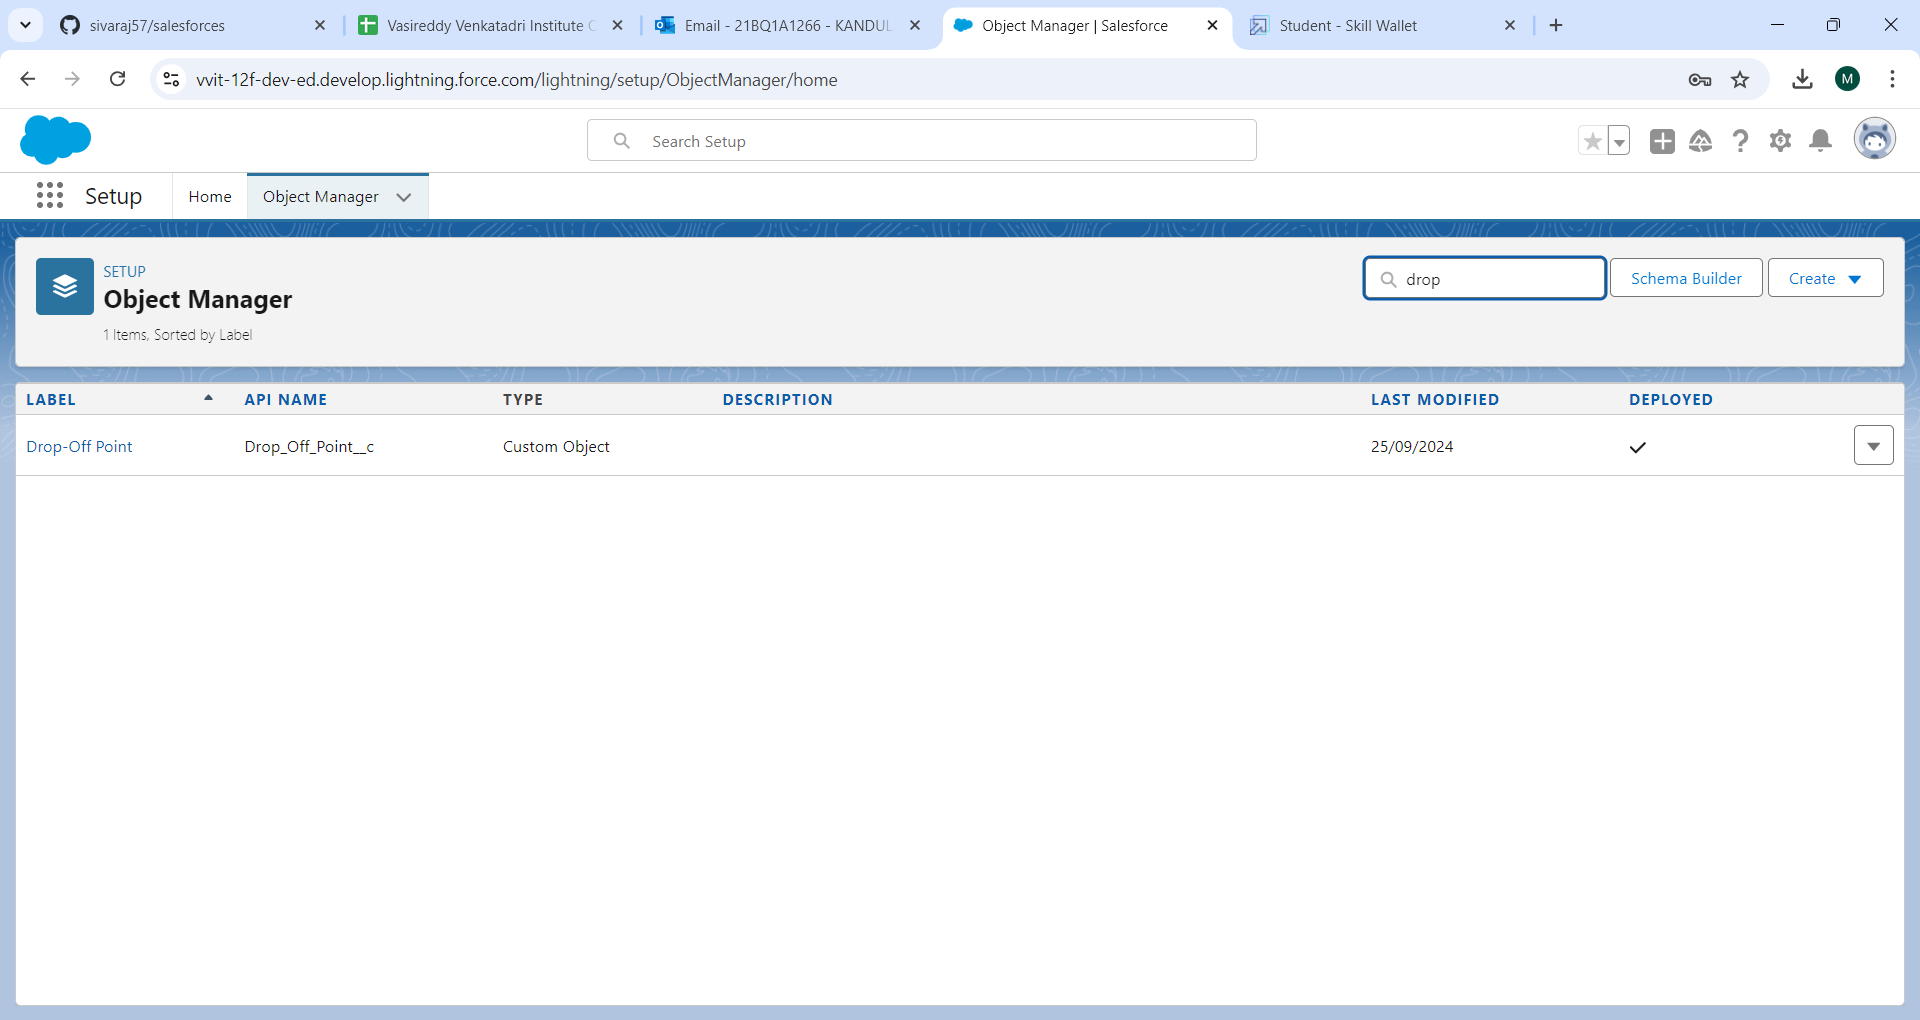 sivaraj57/salesforces
Vasireddy Venkatadri Institute
Email - 21BQ1A1266 - KANDUL
Object Manager | Salesforce
Student - Skill Wallet
vvit-12f-dev-ed.develop.lightning.force.com/lightning/setup/ObjectManager/home
M
Search Setup
Setup
Home
Object Manager
SETUP
Object Manager
1 Items, Sorted by Label
drop
Schema Builder
Create
LABEL API NAME TYPE DESCRIPTION LAST MODIFIED DEPLOYED
Drop-Off Point Drop_Off_Point__c Custom Object 25/09/2024